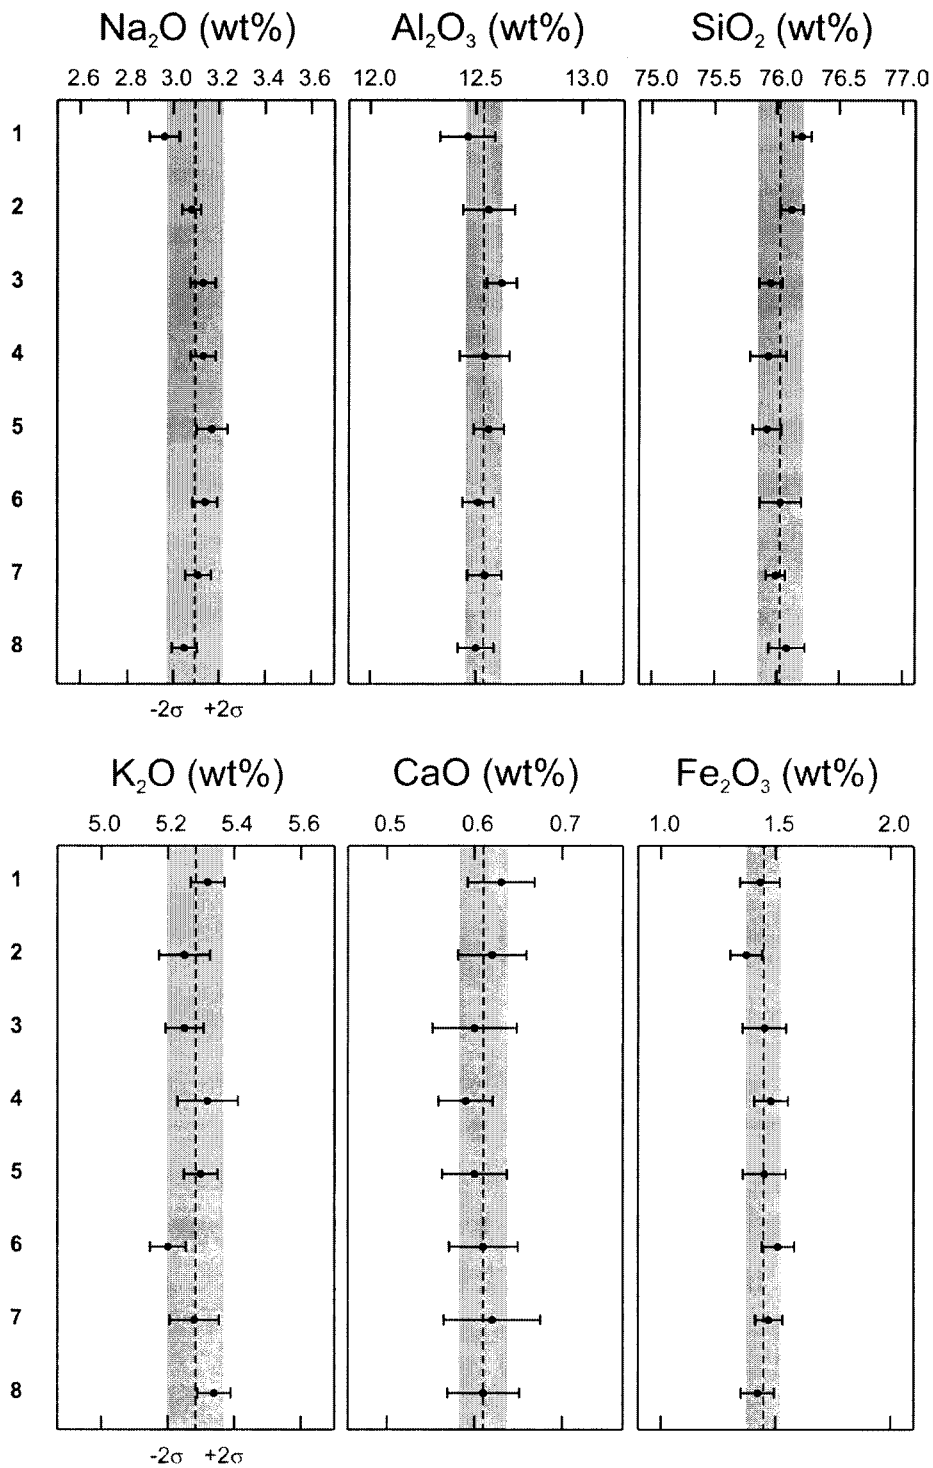 Na₂O (wt%) Al₂O₃ (wt%) SiO₂ (wt%)
2.6 2.8 3.0 3.2 3.4 3.6 12.0 12.5 13.0 75.0 75.5 76.0 76.5 77.0
1
2
3
4
5
6
7
8
-2σ +2σ
K₂O (wt%) CaO (wt%) Fe₂O₃ (wt%)
5.0 5.2 5.4 5.6 0.5 0.6 0.7 1.0 1.5 2.0
1
2
3
4
5
6
7
8
-2σ +2σ